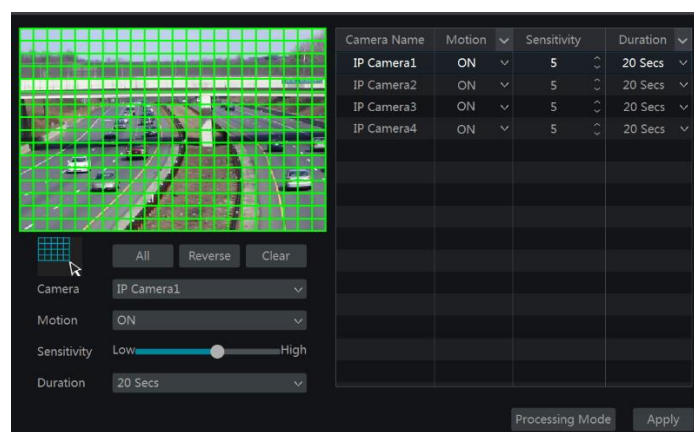 Camera Name Motion Sensitivity Duration
IP Camera1 ON 5 20 Secs
IP Camera2 ON 5 20 Secs
IP Camera3 ON 5 20 Secs
IP Camera4 ON 5 20 Secs
All Reverse Clear
Camera IP Camera1
Motion ON
Sensitivity Low High
Duration 20 Secs
Processing Mode Apply